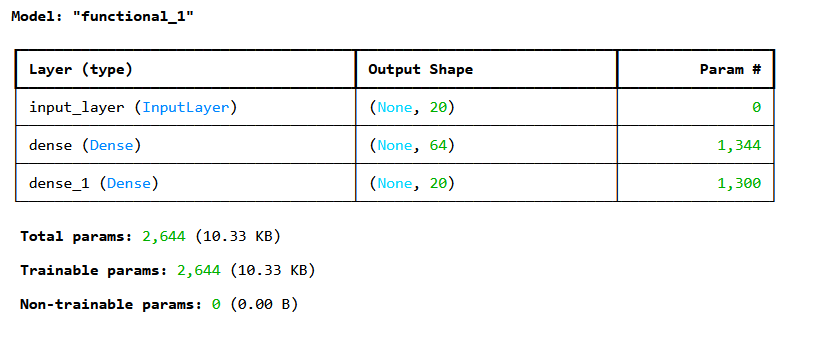 Model: "functional_1"
Layer (type) Output Shape Param #
input_layer (InputLayer) (None, 20) 0
dense (Dense) (None, 64) 1,344
dense_1 (Dense) (None, 20) 1,300
Total params: 2,644 (10.33 KB)
Trainable params: 2,644 (10.33 KB)
Non-trainable params: 0 (0.00 B)